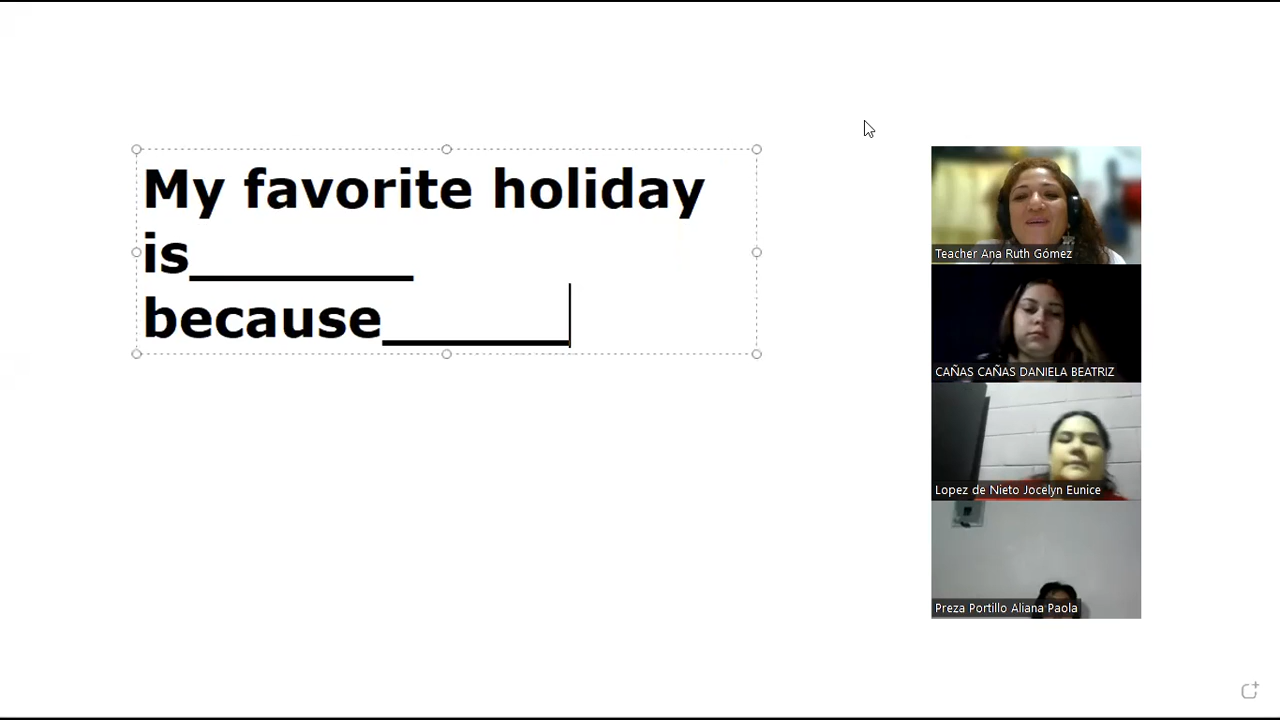 My favorite holiday
is________
because_______
Teacher Ana Ruth Gómez
CAÑAS CAÑAS DANIELA BEATRIZ
Lopez de Nieto Jocelyn Eunice
Preza Portillo Aliana Paola